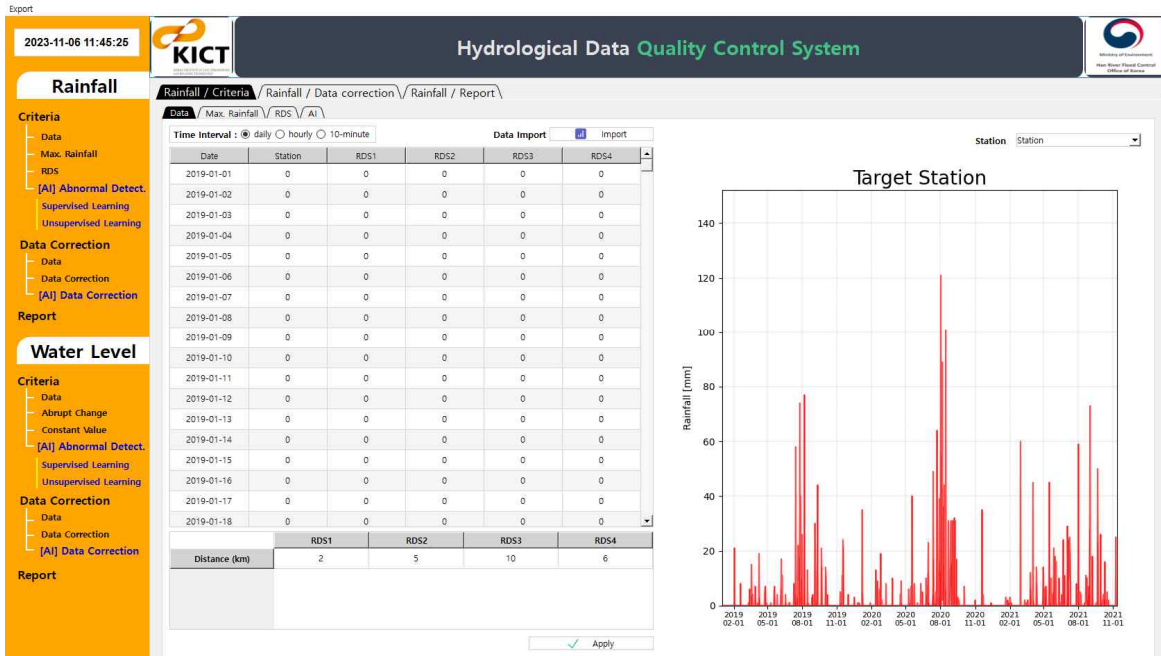 Export
2023-11-06 11:45:25
KICT
Hydrological Data Quality Control System
Ministry of Environment
Han River Flood Control
Office of Korea
Rainfall
Criteria
Data
Max. Rainfall
RDS
[AI] Abnormal Detect.
Supervised Learning
Unsupervised Learning
Data Correction
Data
Data Correction
[AI] Data Correction
Report
Water Level
Criteria
Data
Abrupt Change
Constant Value
[AI] Abnormal Detect.
Supervised Learning
Unsupervised Learning
Data Correction
Data
Data Correction
[AI] Data Correction
Report
Rainfall / Criteria Rainfall / Data correction Rainfall / Report
Data Max. Rainfall RDS AI
Time Interval : daily hourly 10-minute Data Import Import
Date Station RDS1 RDS2 RDS3 RDS4
2019-01-01 0 0 0 0 0
2019-01-02 0 0 0 0 0
2019-01-03 0 0 0 0 0
2019-01-04 0 0 0 0 0
2019-01-05 0 0 0 0 0
2019-01-06 0 0 0 0 0
2019-01-07 0 0 0 0 0
2019-01-08 0 0 0 0 0
2019-01-09 0 0 0 0 0
2019-01-10 0 0 0 0 0
2019-01-11 0 0 0 0 0
2019-01-12 0 0 0 0 0
2019-01-13 0 0 0 0 0
2019-01-14 0 0 0 0 0
2019-01-15 0 0 0 0 0
2019-01-16 0 0 0 0 0
2019-01-17 0 0 0 0 0
2019-01-18 0 0 0 0 0
RDS1 RDS2 RDS3 RDS4
Distance (km) 2 5 10 6
Apply
Station Station
Target Station
Rainfall [mm]
140
120
100
80
60
40
20
0
2019 2019 2019 2019 2020 2020 2020 2020 2021 2021 2021 2021
02-01 05-01 08-01 11-01 02-01 05-01 08-01 11-01 02-01 05-01 08-01 11-01